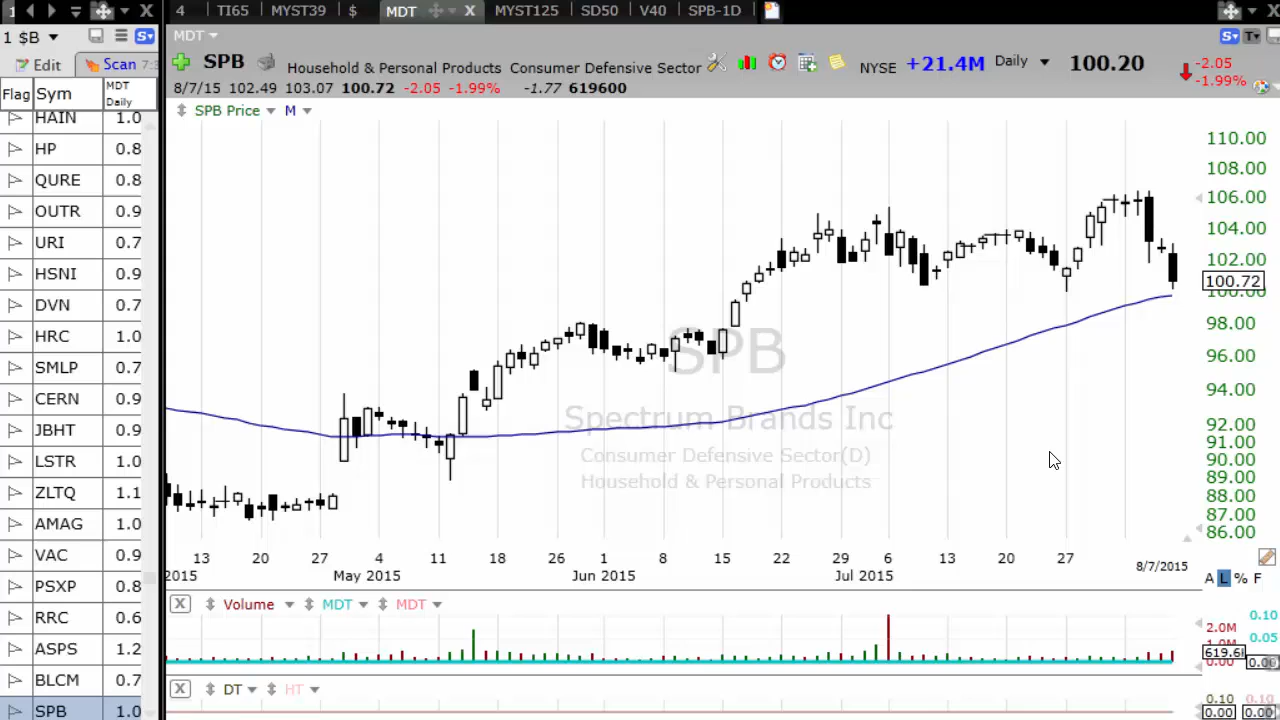 1 4 TI65 MYST39 $ MDT X MYST125 SD50 V40 SPB-1D X
1 $B S
MDT S T
Edit Scan 7:
SPB Household & Personal Products Consumer Defensive Sector NYSE +21.4M Daily 100.20 -2.05
-1.99%
8/7/15 102.49 103.07 100.72 -2.05 -1.99% -1.77 619600
Flag Sym MDT Daily
SPB Price M
HAIN 1.0
HP 0.8
QURE 0.8
OUTR 0.9
URI 0.7
HSNI 0.9
DVN 0.7
HRC 1.0
SMLP 0.7
CERN 0.9
JBHT 0.9
LSTR 1.0
ZLTQ 1.1
AMAG 1.0
VAC 0.9
PSXP 0.8
RRC 0.6
ASPS 1.2
BLCM 0.7
SPB 1.0
110.00
108.00
106.00
104.00
102.00
100.72
100.00
98.00
96.00
94.00
92.00
91.00
90.00
89.00
88.00
87.00
86.00
SPB
Spectrum Brands Inc
Consumer Defensive Sector(D)
Household & Personal Products
13 20 27 4 11 18 26 1 8 15 22 29 6 13 20 27
2015 May 2015 Jun 2015 Jul 2015 8/7/2015
A L % F
X Volume MDT MDT
0.10
2.0M 0.05
1.0M
619.6
0.00 0.00
X DT HT
0.10 0.10
0.00 0.00